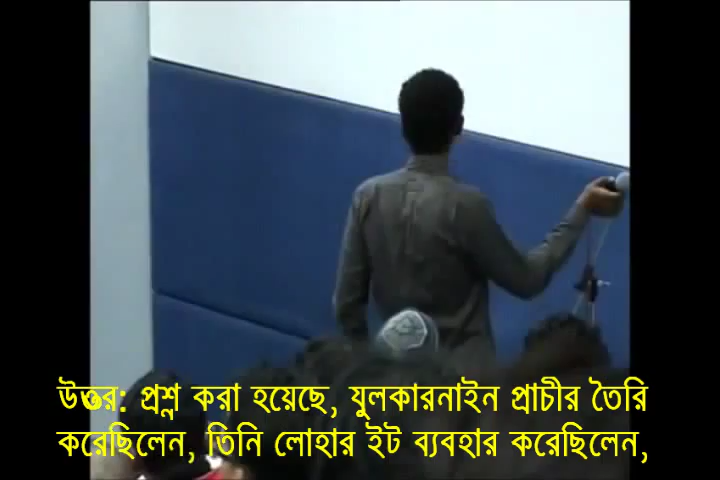 উত্তর: প্রশ্ন করা হয়েছে, যুলকারনাইন প্রাচীর তৈরি
করেছিলেন, তিনি লোহার ইট ব্যবহার করেছিলেন,